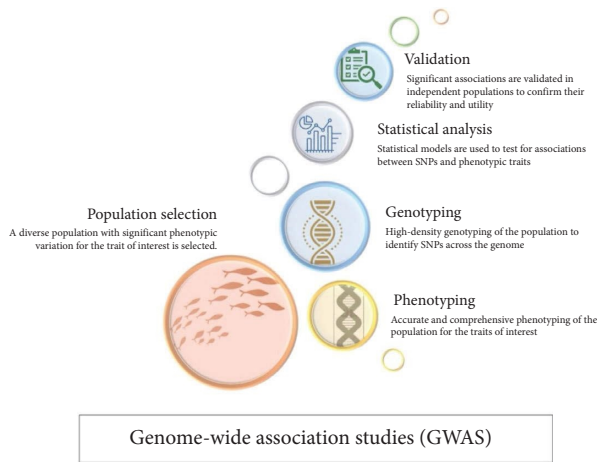 Validation
Significant associations are validated in
independent populations to confirm their
reliability and utility
Statistical analysis
Statistical models are used to test for associations
between SNPs and phenotypic traits
Population selection
A diverse population with significant phenotypic
variation for the trait of interest is selected.
Genotyping
High-density genotyping of the population to
identify SNPs across the genome
Phenotyping
Accurate and comprehensive phenotyping of the
population for the traits of interest
Genome-wide association studies (GWAS)